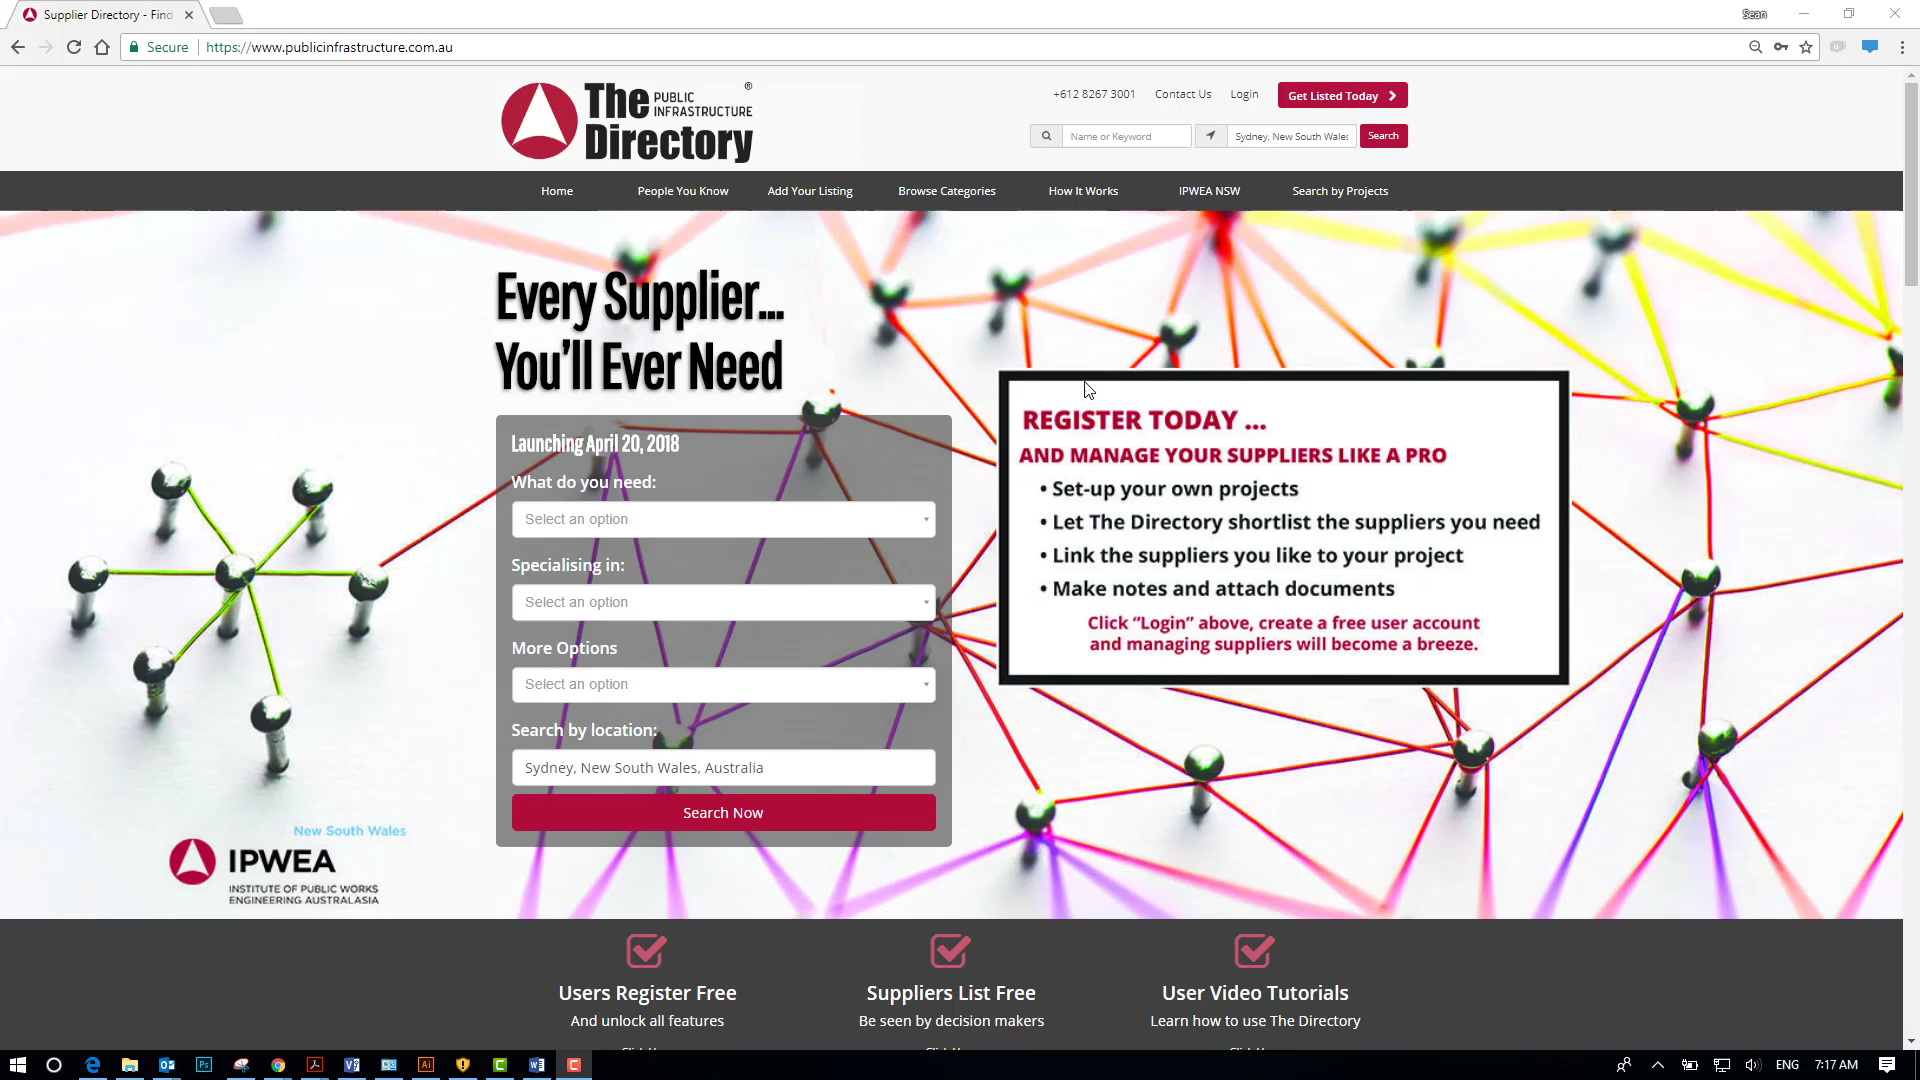 Supplier Directory - Find
Sean
Secure
https://www.publicinfrastructure.com.au
The PUBLIC INFRASTRUCTURE Directory ®
+612 8267 3001
Contact Us
Login
Get Listed Today
Name or Keyword
Sydney, New South Wales
Search
Home
People You Know
Add Your Listing
Browse Categories
How It Works
IPWEA NSW
Search by Projects
Every Supplier...
You'll Ever Need
Launching April 20, 2018
What do you need:
Select an option
Specialising in:
Select an option
More Options
Select an option
Search by location:
Sydney, New South Wales, Australia
Search Now
REGISTER TODAY ...
AND MANAGE YOUR SUPPLIERS LIKE A PRO
• Set-up your own projects
• Let The Directory shortlist the suppliers you need
• Link the suppliers you like to your project
• Make notes and attach documents
Click “Login” above, create a free user account
and managing suppliers will become a breeze.
New South Wales
IPWEA
INSTITUTE OF PUBLIC WORKS
ENGINEERING AUSTRALASIA
Users Register Free
And unlock all features
Suppliers List Free
Be seen by decision makers
User Video Tutorials
Learn how to use The Directory
ENG
7:17 AM